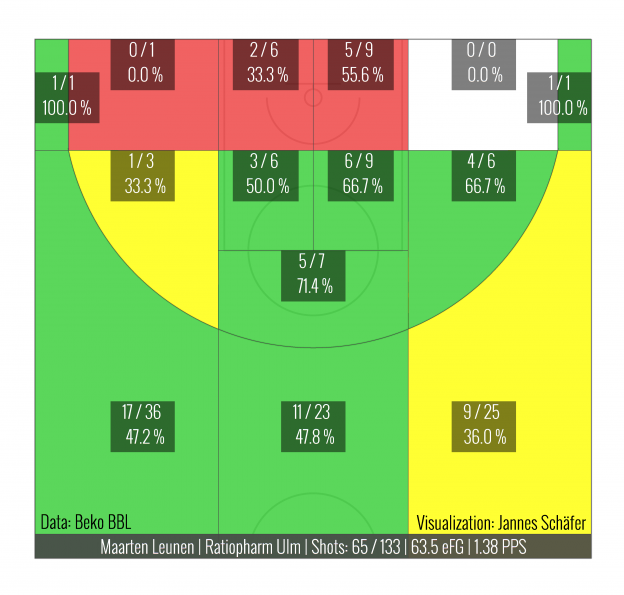 0 / 1
0.0 %
2 / 6
33.3 %
5 / 9
55.6 %
0 / 0
0.0 %
1 / 1
100.0 %
1 / 1
100.0 %
1 / 3
33.3 %
3 / 6
50.0 %
6 / 9
66.7 %
4 / 6
66.7 %
5 / 7
71.4 %
17 / 36
47.2 %
11 / 23
47.8 %
9 / 25
36.0 %
Data: Beko BBL
Visualization: Jannes Schäfer
Maarten Leunen | Ratiopharm Ulm | Shots: 65 / 133 | 63.5 eFG | 1.38 PPS